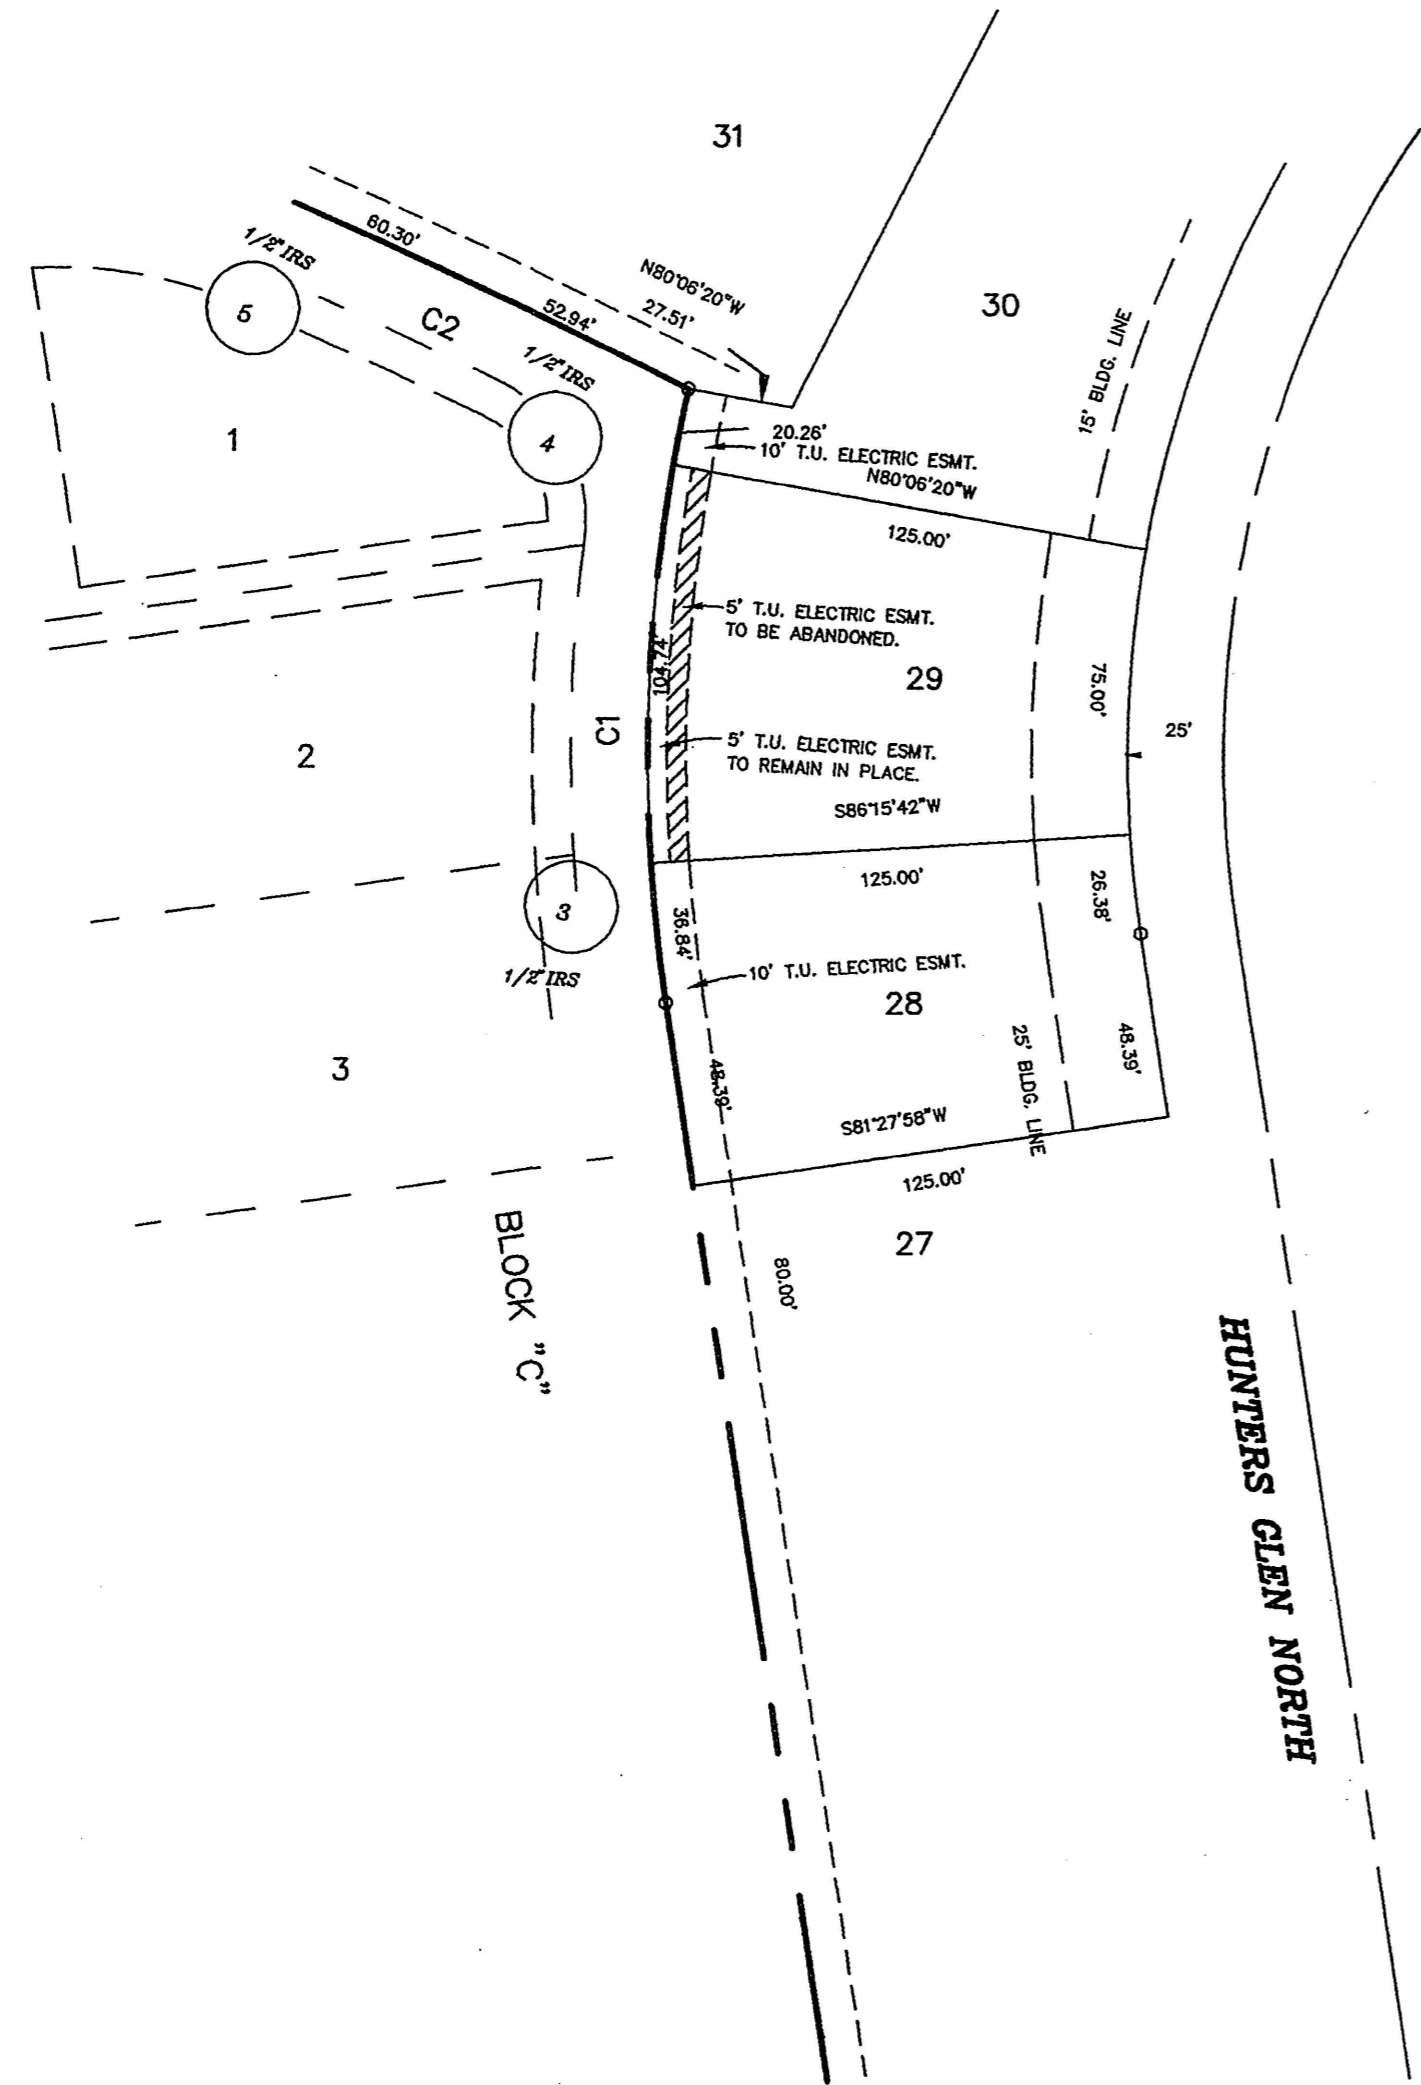 31
60.30'
1/2" IRS
N80°06'20"W
27.51'
52.94'
C2
5
30
15' BLDG. LINE
1/2" IRS
4
1
20.26'
10' T.U. ELECTRIC ESMT.
N80°06'20"W
125.00'
5' T.U. ELECTRIC ESMT.
TO BE ABANDONED.
104.74'
29
75.00'
25'
C1
2
5' T.U. ELECTRIC ESMT.
TO REMAIN IN PLACE.
S86°15'42"W
125.00'
26.38'
3
36.84'
1/2" IRS
10' T.U. ELECTRIC ESMT.
28
25' BLDG. LINE
48.39'
3
48.39'
S81°27'58"W
125.00'
27
BLOCK "C"
80.00'
HUNTERS GLEN NORTH